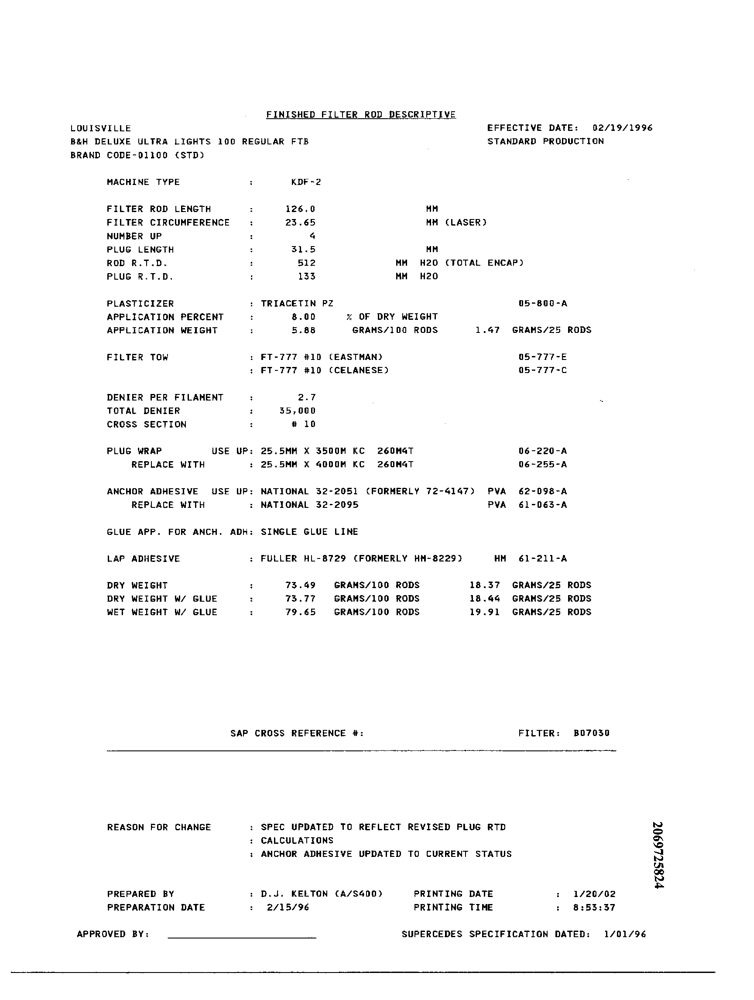 FINISHED FILTER ROD DESCRIPTIVE
LOUISVILLE EFFECTIVE DATE: 02/19/1996
B&H DELUXE ULTRA LIGHTS 100 REGULAR FTB STANDARD PRODUCTION
BRAND CODE-01100 (STD)
MACHINE TYPE : KDF-2
FILTER ROD LENGTH : 126.0 MM
FILTER CIRCUMFERENCE : 23.65 MM (LASER)
NUMBER UP : 4
PLUG LENGTH : 31.5 MM
ROD R.T.D. : 512 MM H2O (TOTAL ENCAP)
PLUG R.T.D. : 133 MM H2O
PLASTICIZER : TRIACETIN PZ 05-800-A
APPLICATION PERCENT : 8.00 % OF DRY WEIGHT
APPLICATION WEIGHT : 5.88 GRAMS/100 RODS 1.47 GRAMS/25 RODS
FILTER TOW : FT-777 #10 (EASTMAN) 05-777-E
: FT-777 #10 (CELANESE) 05-777-C
DENIER PER FILAMENT : 2.7
TOTAL DENIER : 35,000
CROSS SECTION : # 10
PLUG WRAP USE UP: 25.5MM X 3500M KC 260M4T 06-220-A
REPLACE WITH : 25.5MM X 4000M KC 260M4T 06-255-A
ANCHOR ADHESIVE USE UP: NATIONAL 32-2051 (FORMERLY 72-4147) PVA 62-098-A
REPLACE WITH : NATIONAL 32-2095 PVA 61-063-A
GLUE APP. FOR ANCH. ADH: SINGLE GLUE LINE
LAP ADHESIVE : FULLER HL-8729 (FORMERLY HM-8229) HM 61-211-A
DRY WEIGHT : 73.49 GRAMS/100 RODS 18.37 GRAMS/25 RODS
DRY WEIGHT W/ GLUE : 73.77 GRAMS/100 RODS 18.44 GRAMS/25 RODS
WET WEIGHT W/ GLUE : 79.65 GRAMS/100 RODS 19.91 GRAMS/25 RODS
SAP CROSS REFERENCE #: FILTER: B07030
REASON FOR CHANGE : SPEC UPDATED TO REFLECT REVISED PLUG RTD
: CALCULATIONS
: ANCHOR ADHESIVE UPDATED TO CURRENT STATUS
2069725824
PREPARED BY : D.J. KELTON (A/S400) PRINTING DATE : 1/20/02
PREPARATION DATE : 2/15/96 PRINTING TIME : 8:53:37
APPROVED BY: SUPERCEDES SPECIFICATION DATED: 1/01/96